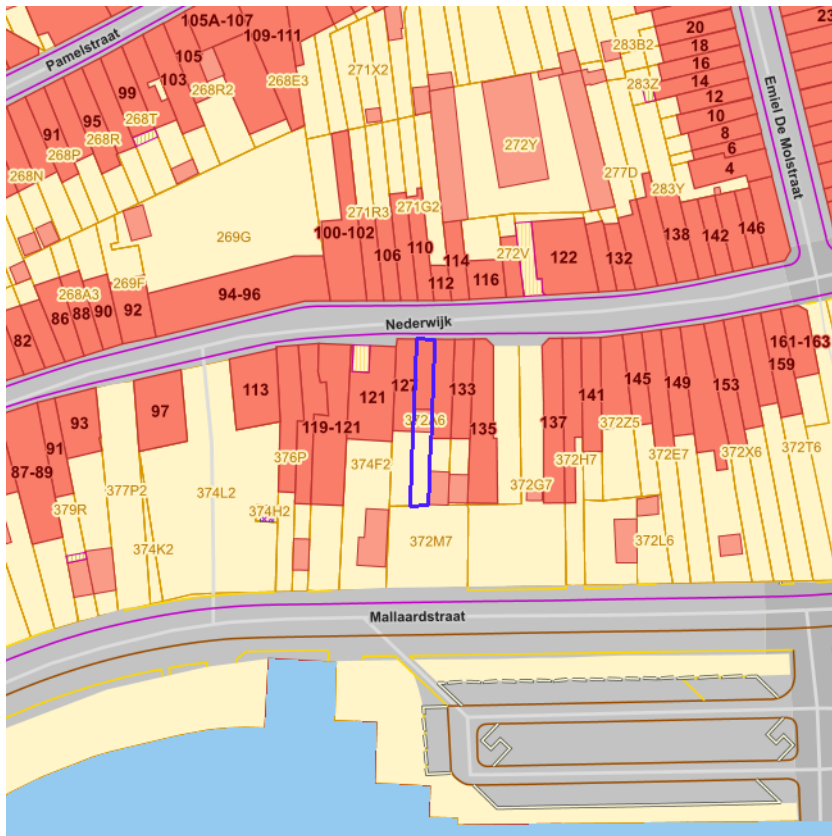 105A-107
109-111
20
23
18
283B2
Pamelstraat
105
16
271X2
99
103
268E3
14
283Z
268R2
Emiel De Molstraat
12
95
268T
10
91
268R
272Y
8
268P
6
268N
277D
4
283Y
271R3
271G2
100-102
269G
106
110
146
138
142
114
272V
122
132
116
112
269F
268A3
94-96
86
88
90
92
82
Nederwijk
161-163
159
113
127
133
141
145
149
153
97
121
372A6
93
119-121
135
137
372Z5
91
376P
374F2
372H7
372E7
372X6
372T6
87-89
377P2
374L2
372G7
379R
374H2
374K2
372M7
372L6
Mallaardstraat